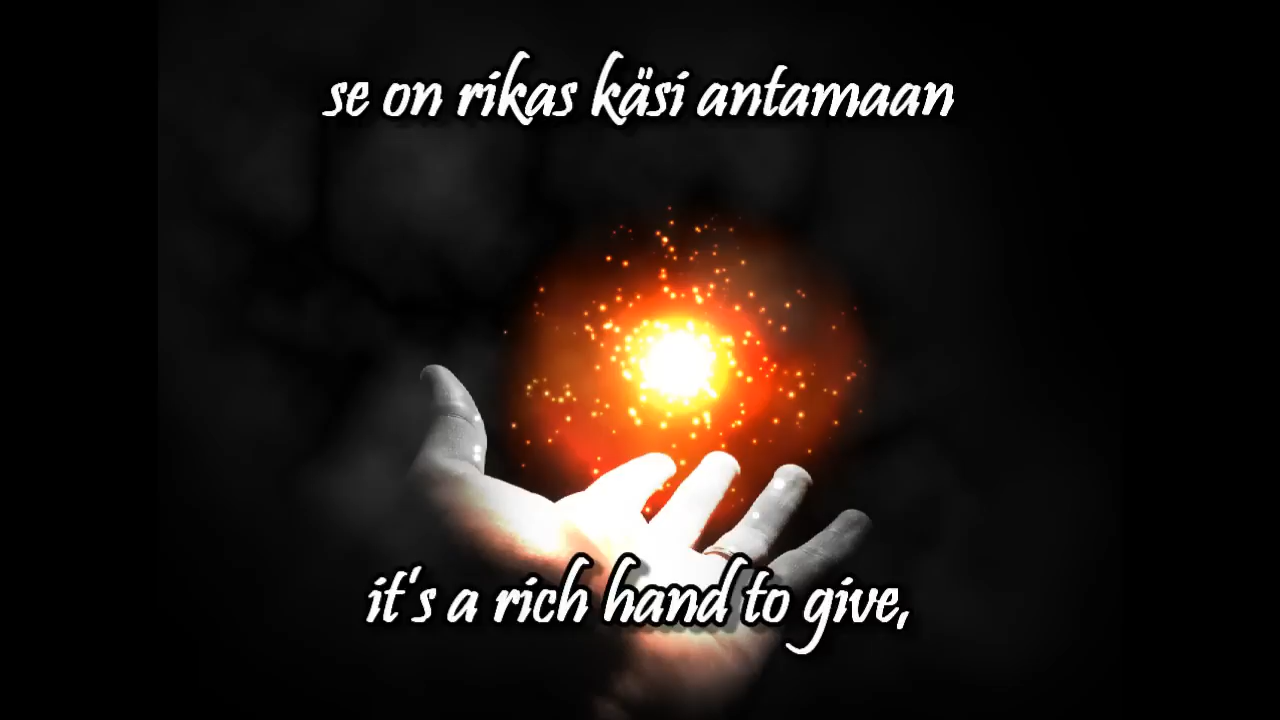 se on rikas käsi antamaan
it's a rich hand to give,